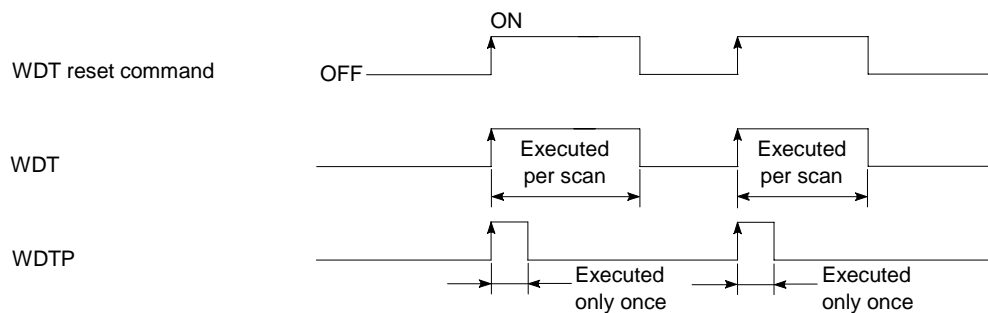 ON
WDT reset command
OFF
WDT
Executed
per scan
Executed
per scan
WDTP
Executed
only once
Executed
only once